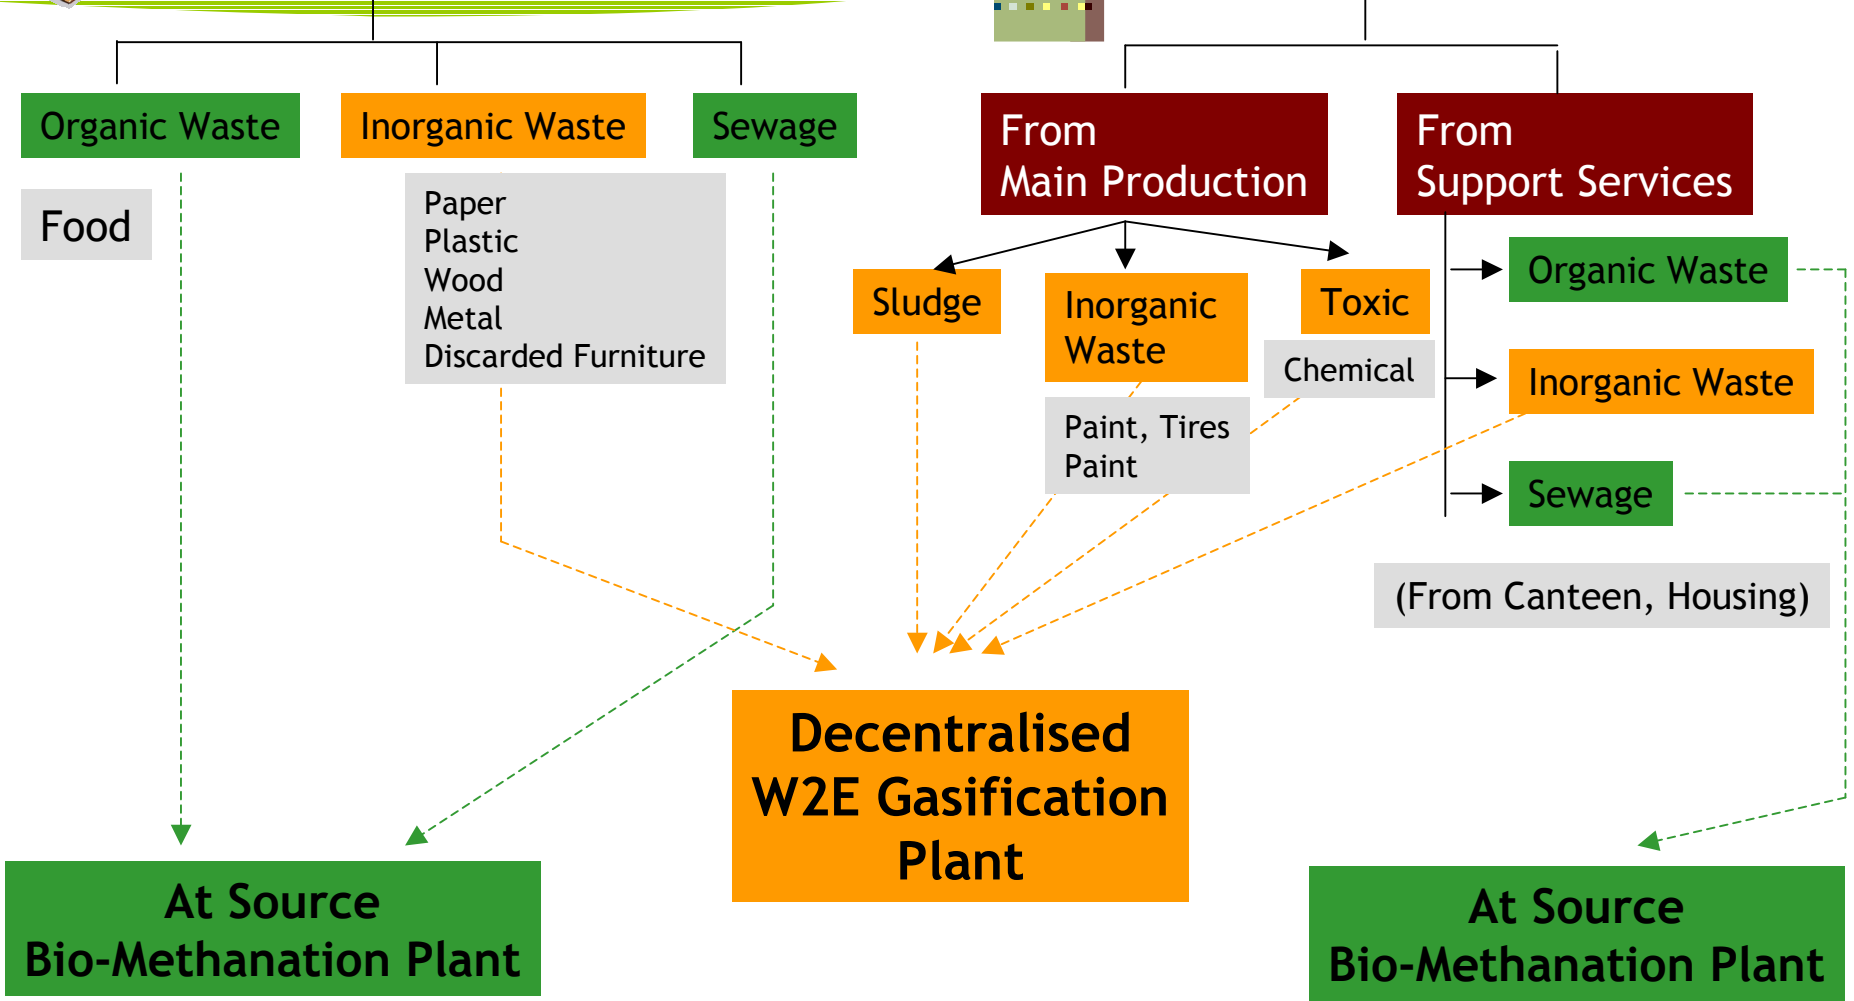 Organic Waste
Inorganic Waste
Sewage
Food
Paper
Plastic
Wood
Metal
Discarded Furniture
From
Main Production
From
Support Services
Sludge
Inorganic
Waste
Toxic
Chemical
Paint, Tires
Paint
Organic Waste
Inorganic Waste
Sewage
(From Canteen, Housing)
Decentralised
W2E Gasification
Plant
At Source
Bio-Methanation Plant
At Source
Bio-Methanation Plant